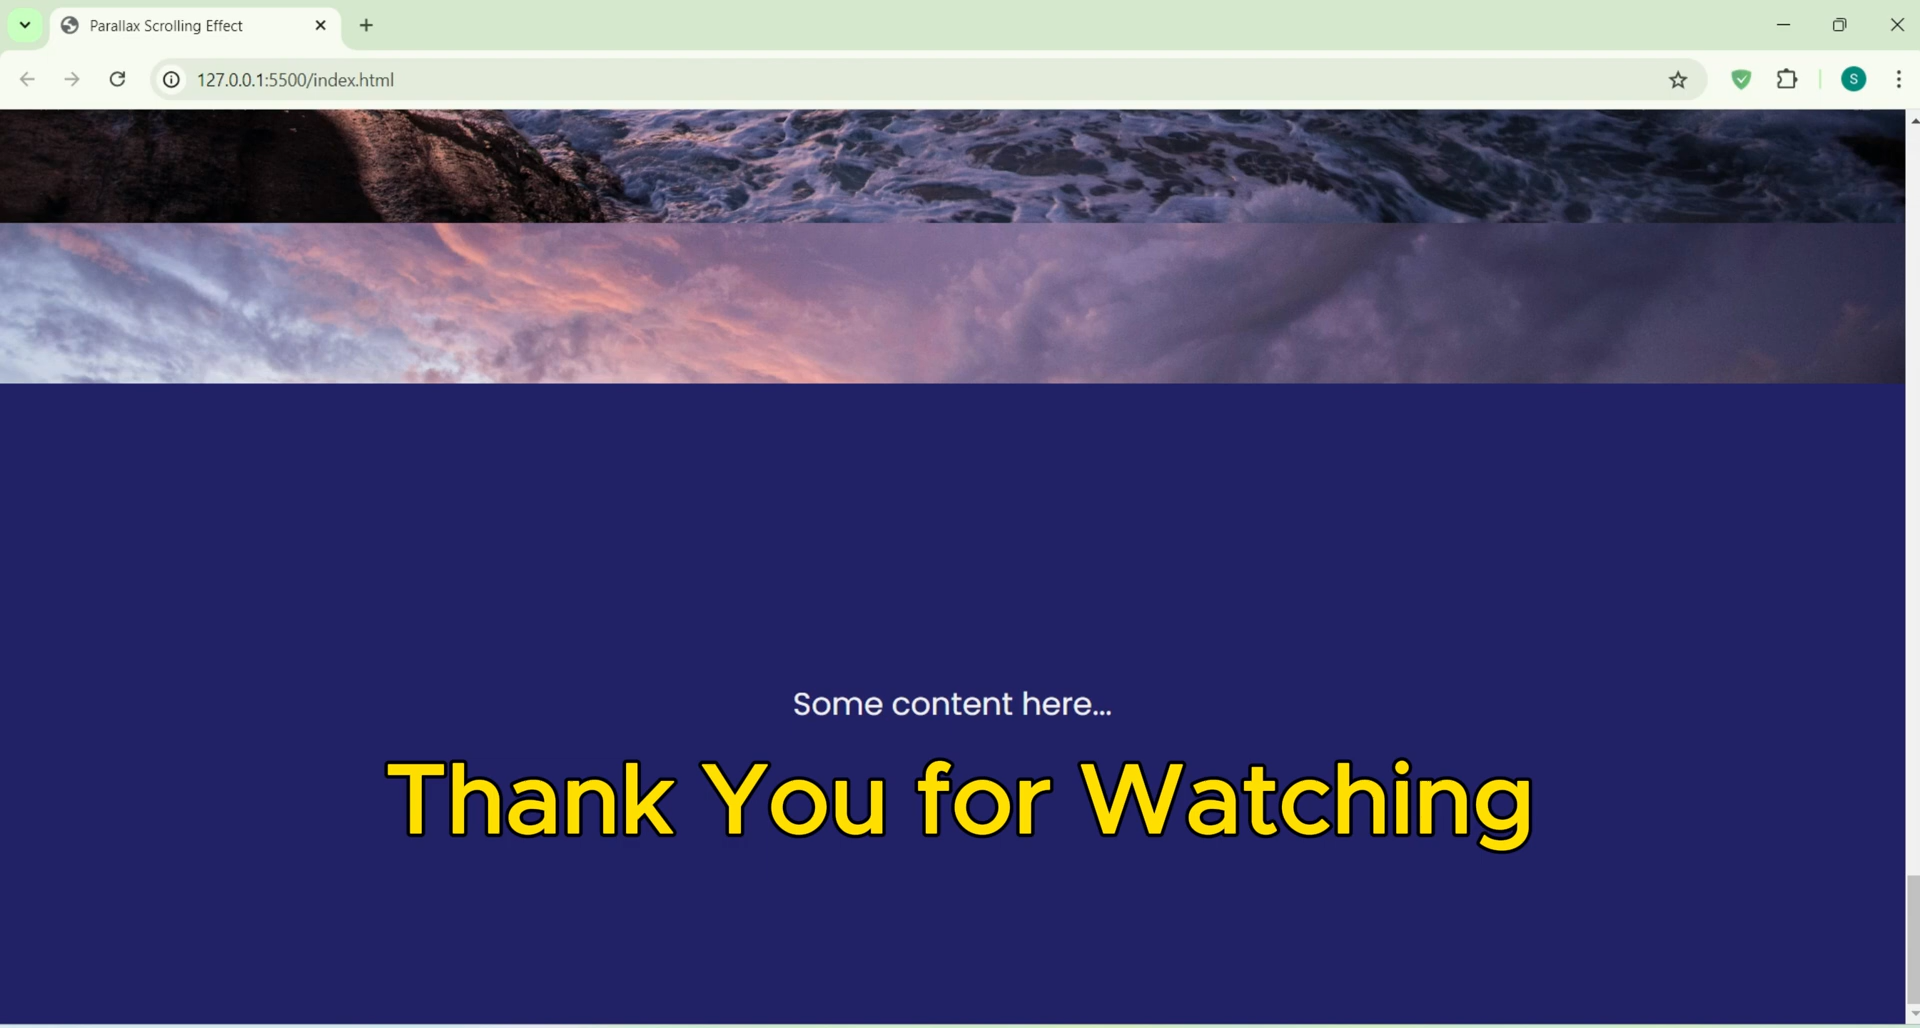 Parallax Scrolling Effect
127.0.0.1:5500/index.html
S
Some content here...
Thank You for Watching